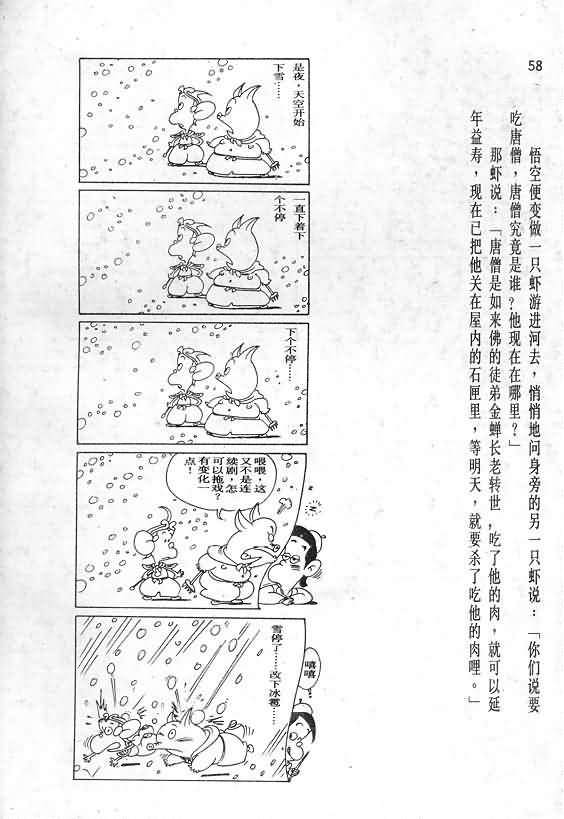 58
悟空便变做一只虾游进河去，悄悄地问身旁的另一只虾说：「你们说要
吃唐僧，唐僧究竟是谁？他现在在哪里？」
那虾说：「唐僧是如来佛的徒弟金蝉长老转世，吃了他的肉，就可以延
年益寿，现在已把他关在屋内的石匣里，等明天，就要杀了吃他的肉哩。」
是夜，天空开始
下雪……
一直下着下
个不停
下个不停…
喂喂，这
又不是连
续剧，怎
可以拖戏？
有变化一
点！
嘻嘻
雪停了……改下冰雹……